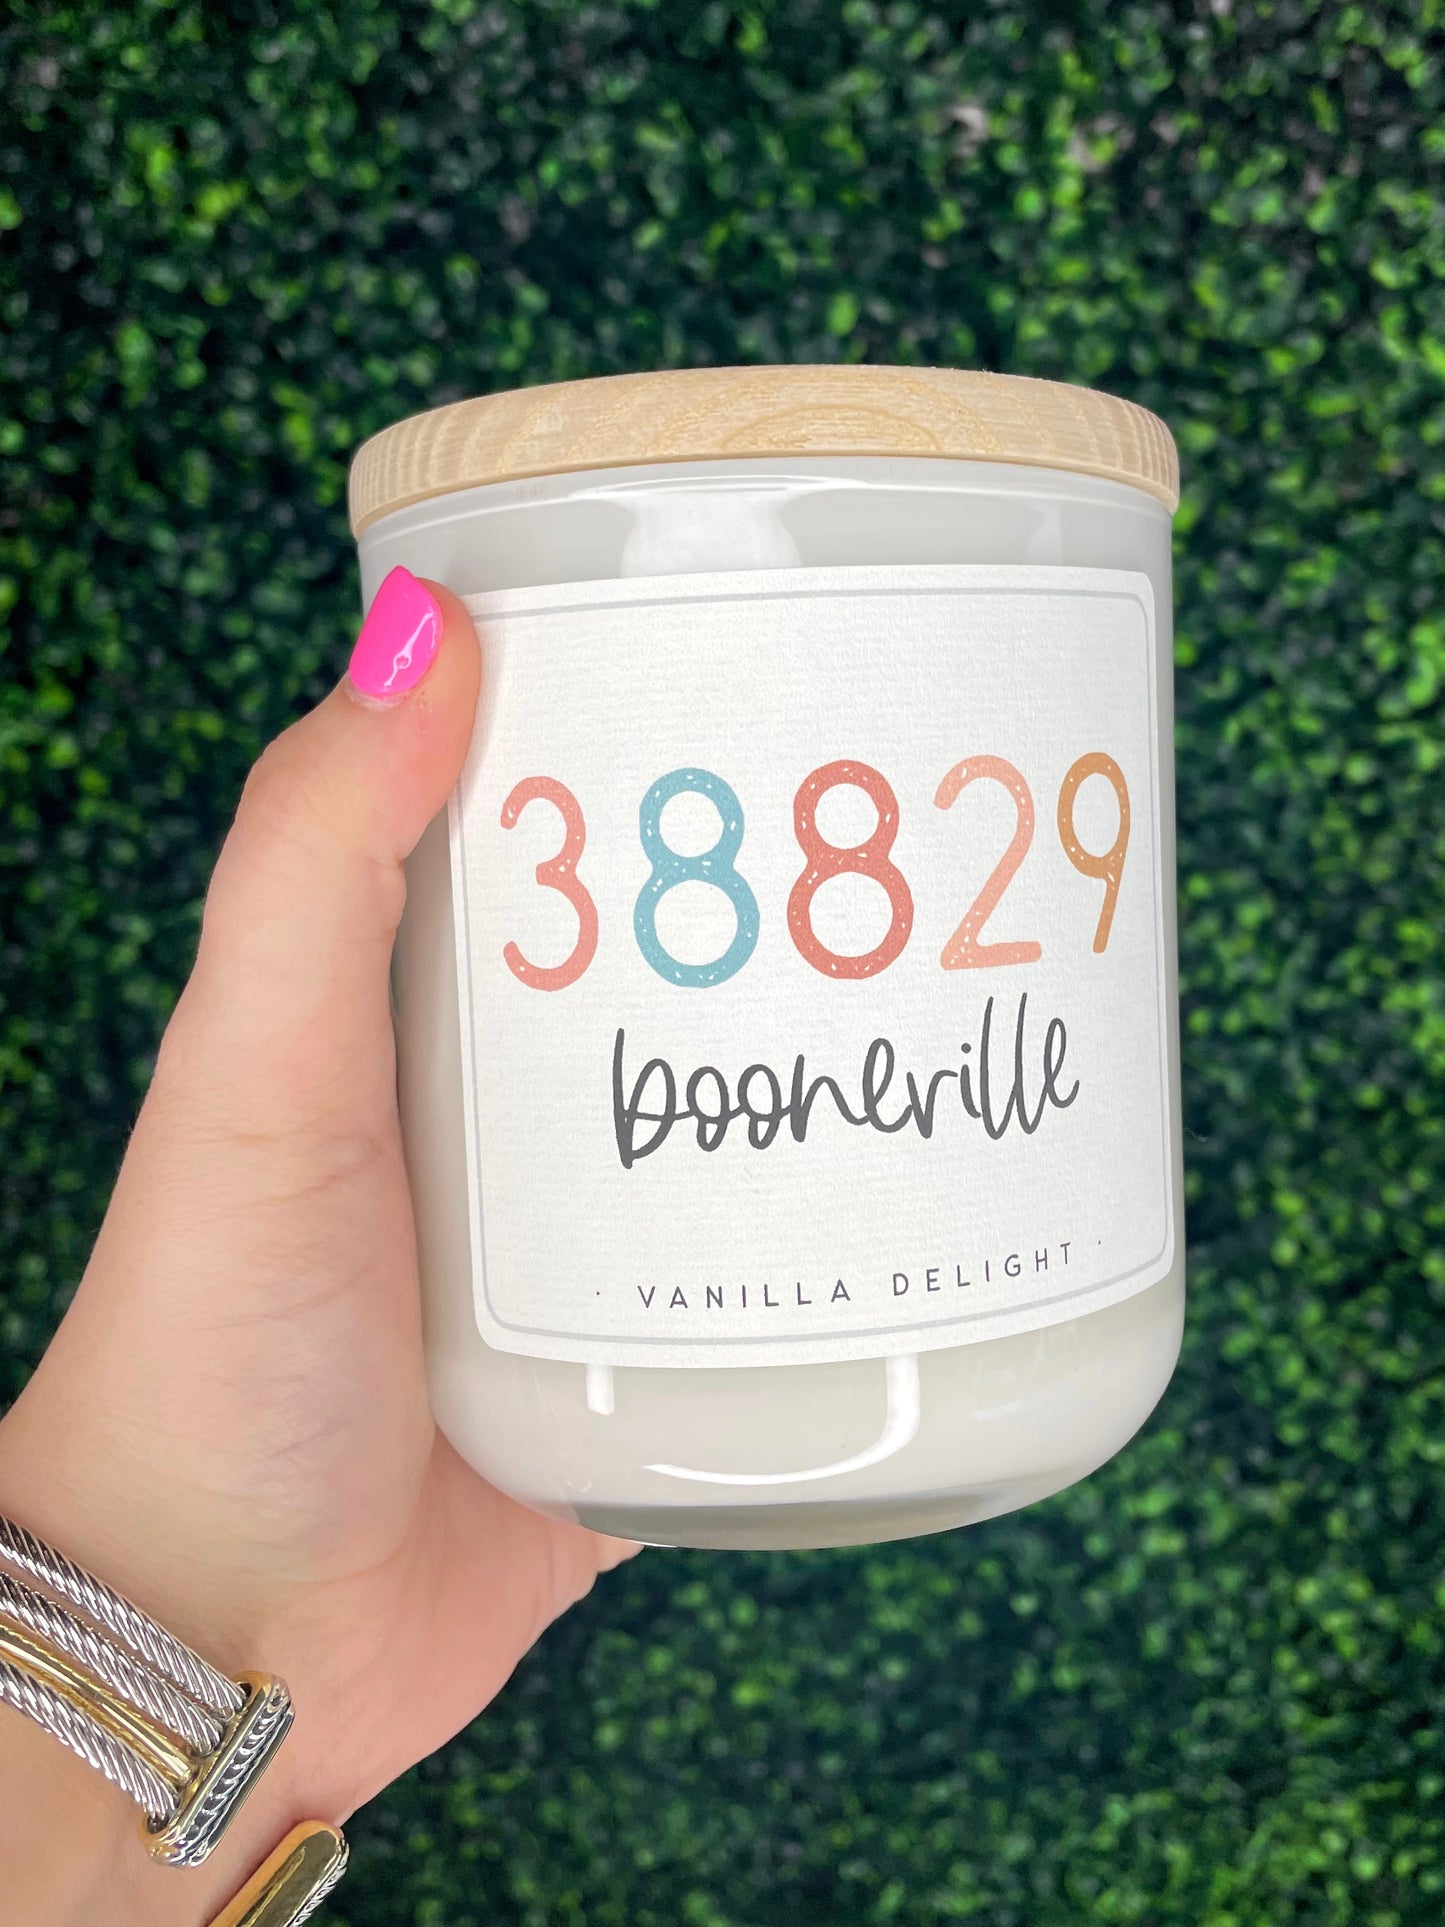 38829
booneville
· VANILLA DELIGHT ·